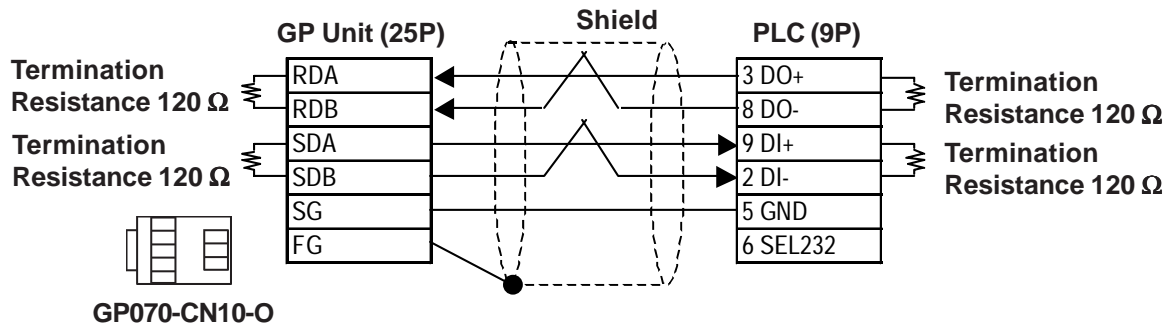 Shield
GP Unit (25P)
PLC (9P)
Termination
Resistance 120 Ω
Termination
Resistance 120 Ω
RDA
RDB
SDA
SDB
SG
FG
3 DO+
8 DO-
9 DI+
2 DI-
5 GND
6 SEL232
Termination
Resistance 120 Ω
Termination
Resistance 120 Ω
GP070-CN10-O